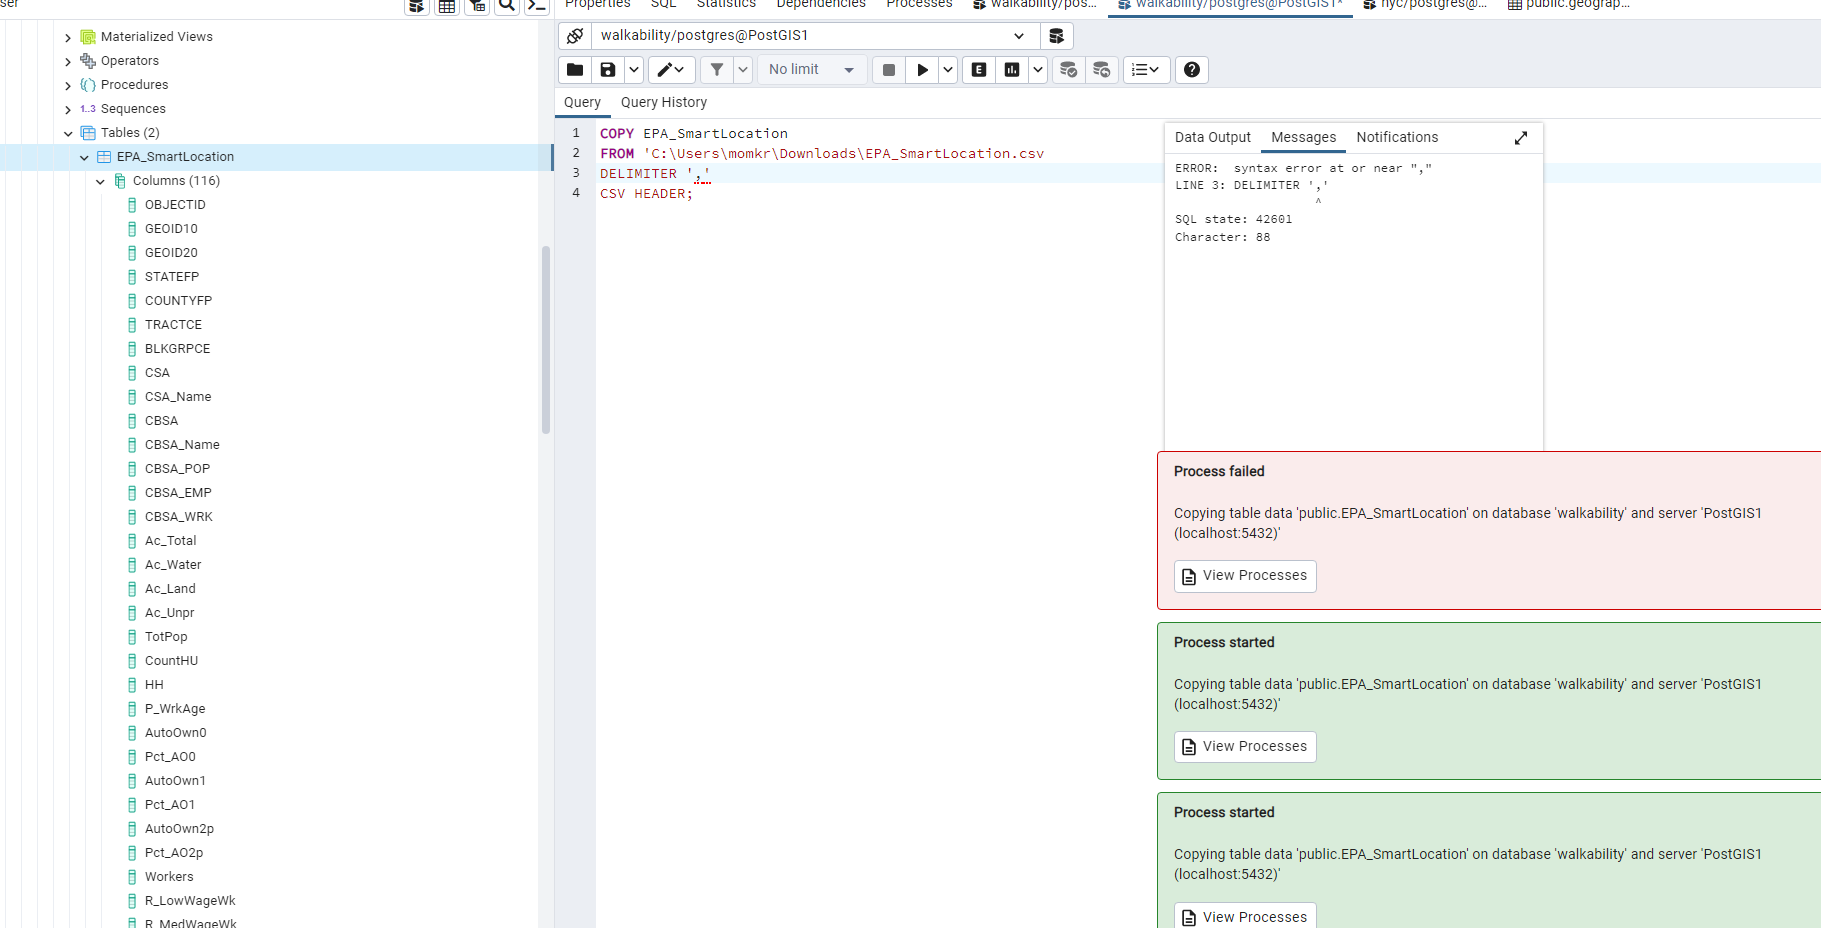 ser
Properties SQL Statistics Dependencies Processes walkability/pos... walkability/postgres@PostGIS1* nyc/postgres@... public.geograp...
walkability/postgres@PostGIS1
No limit
E
Query Query History
1 COPY EPA_SmartLocation
2 FROM 'C:\Users\momkr\Downloads\EPA_SmartLocation.csv
3 DELIMITER ','
4 CSV HEADER;
Data Output Messages Notifications
ERROR:  syntax error at or near ","
LINE 3: DELIMITER ','
^
SQL state: 42601
Character: 88
Process failed
Copying table data 'public.EPA_SmartLocation' on database 'walkability' and server 'PostGIS1
(localhost:5432)'
View Processes
Process started
Copying table data 'public.EPA_SmartLocation' on database 'walkability' and server 'PostGIS1
(localhost:5432)'
View Processes
Process started
Copying table data 'public.EPA_SmartLocation' on database 'walkability' and server 'PostGIS1
(localhost:5432)'
View Processes
Materialized Views
Operators
Procedures
1..3 Sequences
Tables (2)
EPA_SmartLocation
Columns (116)
OBJECTID
GEOID10
GEOID20
STATEFP
COUNTYFP
TRACTCE
BLKGRPCE
CSA
CSA_Name
CBSA
CBSA_Name
CBSA_POP
CBSA_EMP
CBSA_WRK
Ac_Total
Ac_Water
Ac_Land
Ac_Unpr
TotPop
CountHU
HH
P_WrkAge
AutoOwn0
Pct_AO0
AutoOwn1
Pct_AO1
AutoOwn2p
Pct_AO2p
Workers
R_LowWageWk
R_MedWageWk